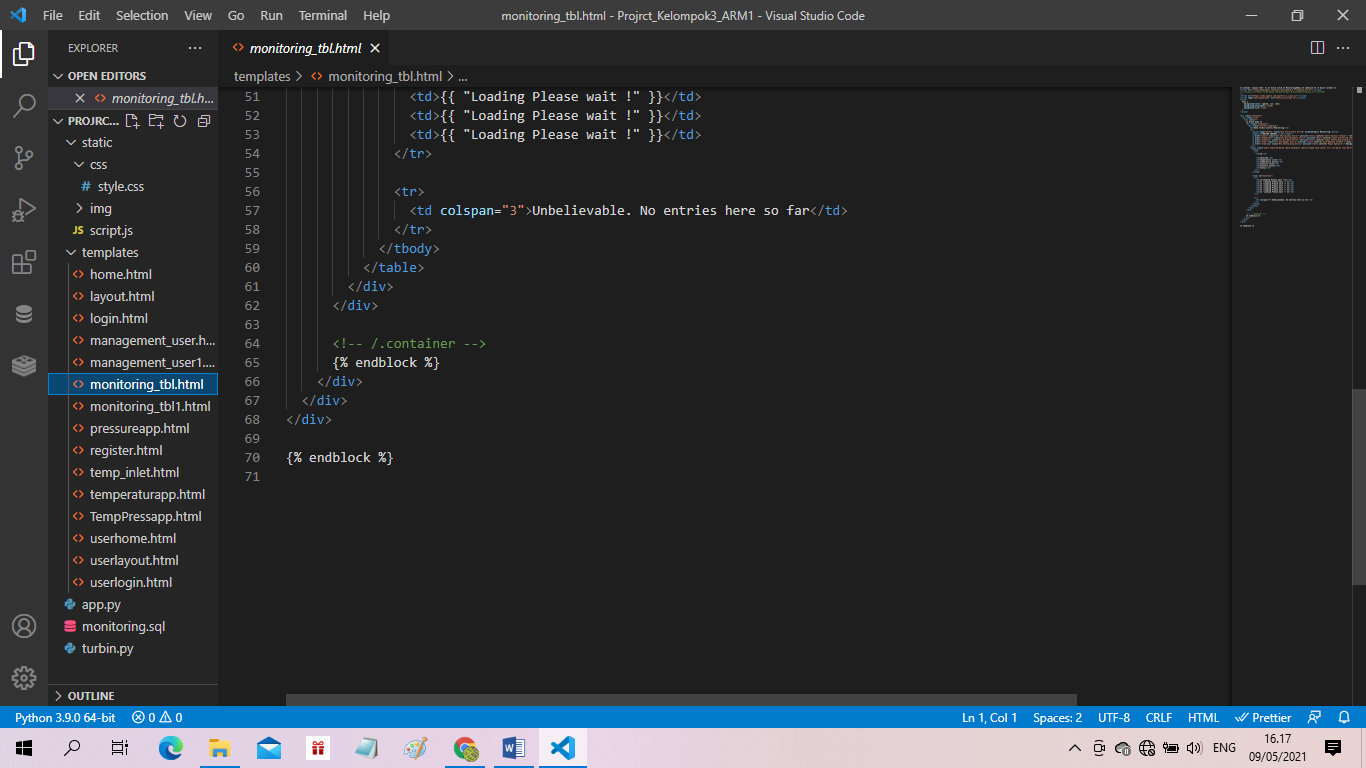 File Edit Selection View Go Run Terminal Help monitoring_tbl.html - Projrct_Kelompok3_ARM1 - Visual Studio Code
EXPLORER ...
OPEN EDITORS
monitoring_tbl.h...
PROJRC...
static
css
# style.css
img
JS script.js
templates
home.html
layout.html
login.html
management_user.h...
management_user1....
monitoring_tbl.html
monitoring_tbl1.html
pressureapp.html
register.html
temp_inlet.html
temperaturapp.html
TempPressapp.html
userhome.html
userlayout.html
userlogin.html
app.py
monitoring.sql
turbin.py
OUTLINE
monitoring_tbl.html
templates > monitoring_tbl.html > ...
51 <td>{{ "Loading Please wait !" }}</td>
52 <td>{{ "Loading Please wait !" }}</td>
53 <td>{{ "Loading Please wait !" }}</td>
54 </tr>
55
56 <tr>
57 <td colspan="3">Unbelievable. No entries here so far</td>
58 </tr>
59 </tbody>
60 </table>
61 </div>
62 </div>
63
64 <!-- /.container -->
65 {% endblock %}
66 </div>
67 </div>
68 </div>
69
70 {% endblock %}
71
Python 3.9.0 64-bit 0 0 Ln 1, Col 1 Spaces: 2 UTF-8 CRLF HTML Prettier
ENG 16.17
09/05/2021